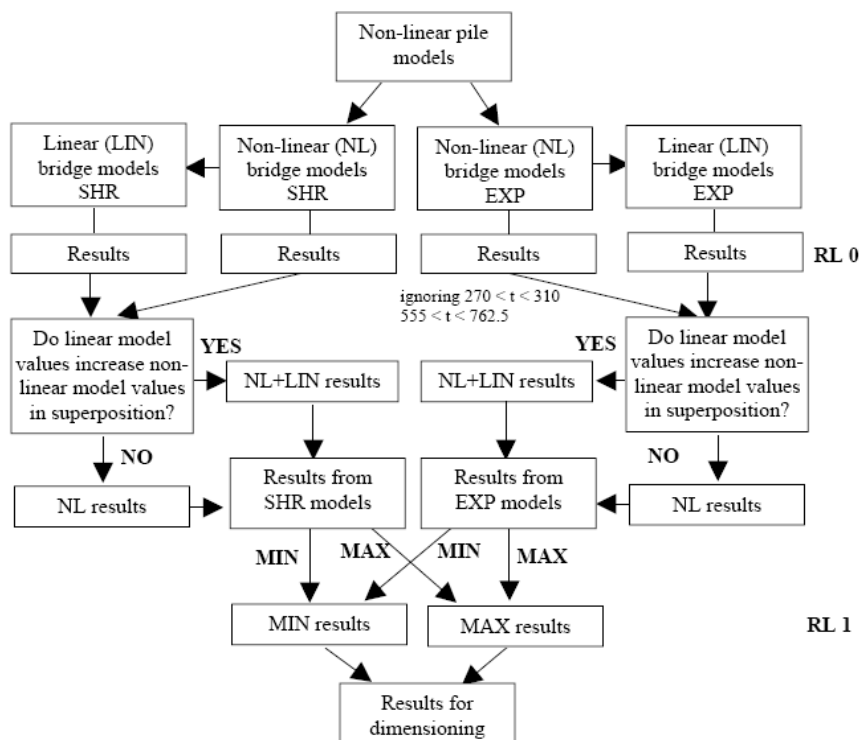 Non-linear pile
models
Linear (LIN)
bridge models
SHR
Non-linear (NL)
bridge models
SHR
Non-linear (NL)
bridge models
EXP
Linear (LIN)
bridge models
EXP
Results
Results
Results
Results
RL 0
ignoring 270 < t < 310
555 < t < 762.5
Do linear model
values increase non-
linear model values
in superposition?
YES
NL+LIN results
YES
NL+LIN results
Do linear model
values increase non-
linear model values
in superposition?
NO
NL results
Results from
SHR models
Results from
EXP models
NO
NL results
MIN
MAX
MIN
MAX
MIN results
MAX results
RL 1
Results for
dimensioning